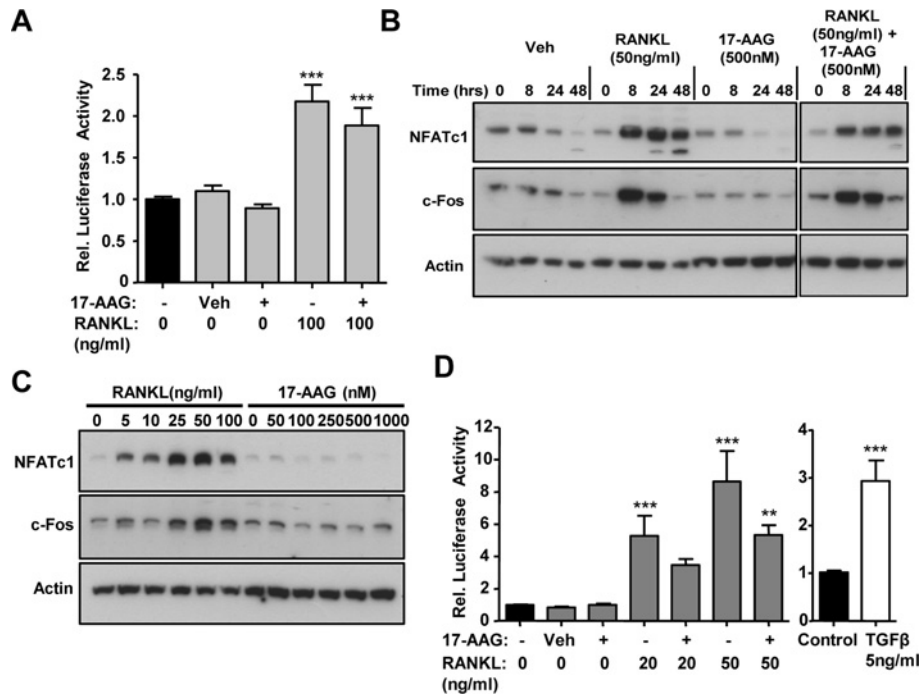 A
Rel. Luciferase Activity
2.5
2.0
1.5
1.0
0.5
0
*** ***
17-AAG: - Veh + - +
RANKL: 0 0 0 100 100
(ng/ml)
B
Veh
RANKL
(50ng/ml)
17-AAG
(500nM)
RANKL
(50ng/ml) +
17-AAG
(500nM)
Time (hrs) 0 8 24 48 0 8 24 48 0 8 24 48 0 8 24 48
NFATc1
c-Fos
Actin
C
RANKL(ng/ml) 17-AAG (nM)
0 5 10 25 50 100 0 50 100 250 500 1000
NFATc1
c-Fos
Actin
D
Rel. Luciferase Activity
12
10
8
6
4
2
0
*** *** **
17-AAG: - Veh + - + - +
RANKL: 0 0 0 20 20 50 50
(ng/ml)
4
3
2
1
0
***
Control TGFβ
5ng/ml